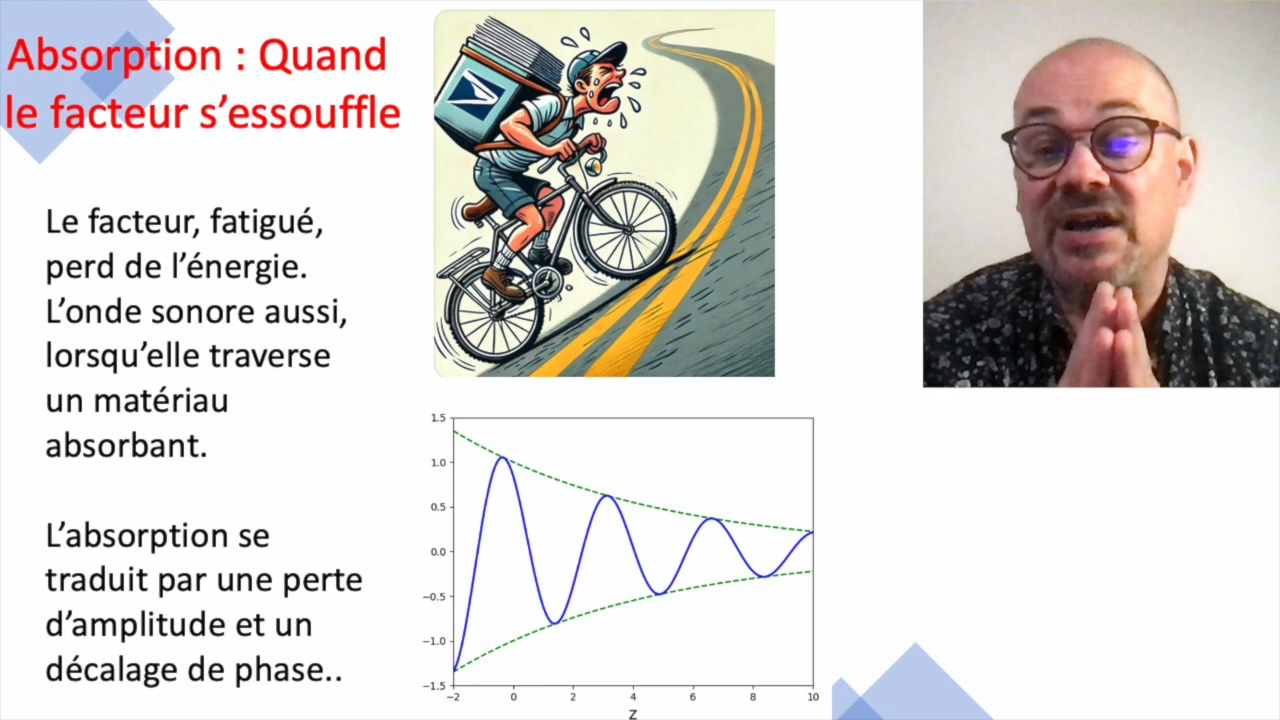 Absorption : Quand
le facteur s’essouffle
Le facteur, fatigué,
perd de l’énergie.
L’onde sonore aussi,
lorsqu’elle traverse
un matériau
absorbant.
L’absorption se
traduit par une perte
d’amplitude et un
décalage de phase..
1.5
1.0
0.5
0.0
−0.5
−1.0
−1.5
−2 0 2 4 6 8 10
z